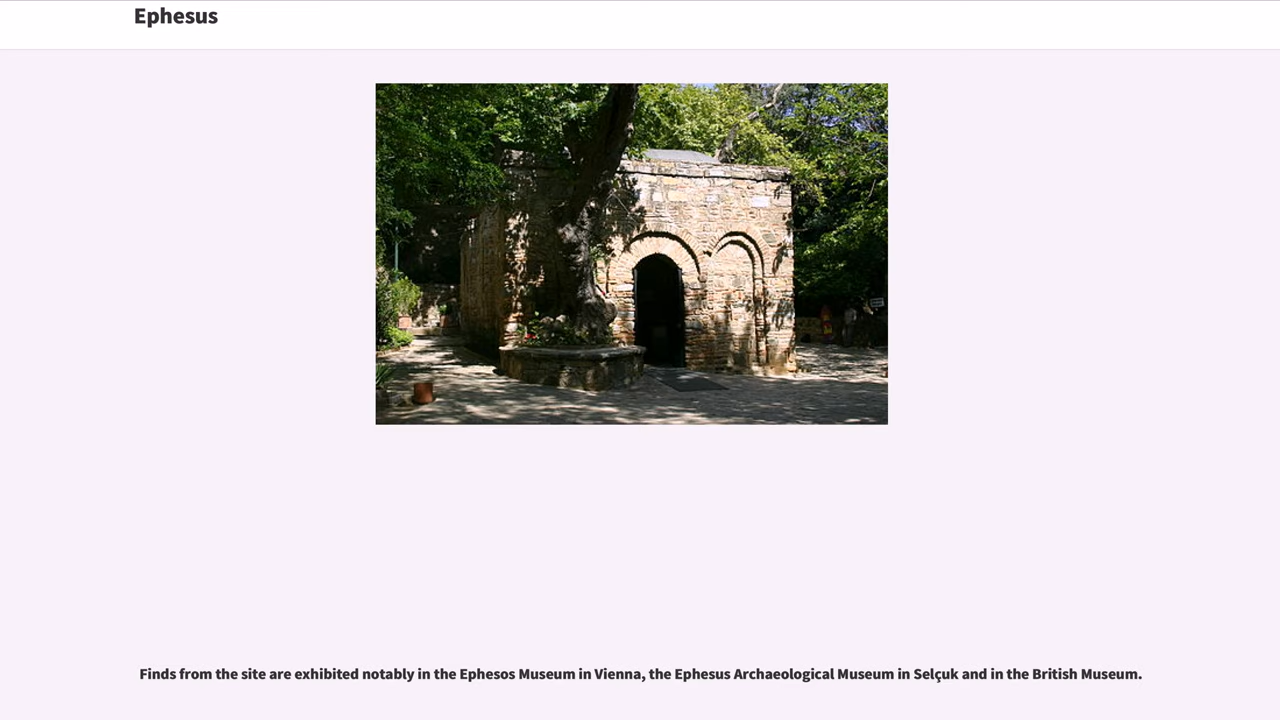 Ephesus
Finds from the site are exhibited notably in the Ephesos Museum in Vienna, the Ephesus Archaeological Museum in Selçuk and in the British Museum.